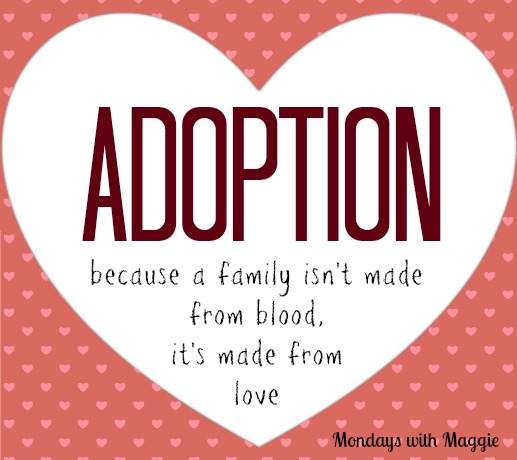 ADOPTION
because a family isn't made
from blood,
it's made from
love
Mondays with Maggie